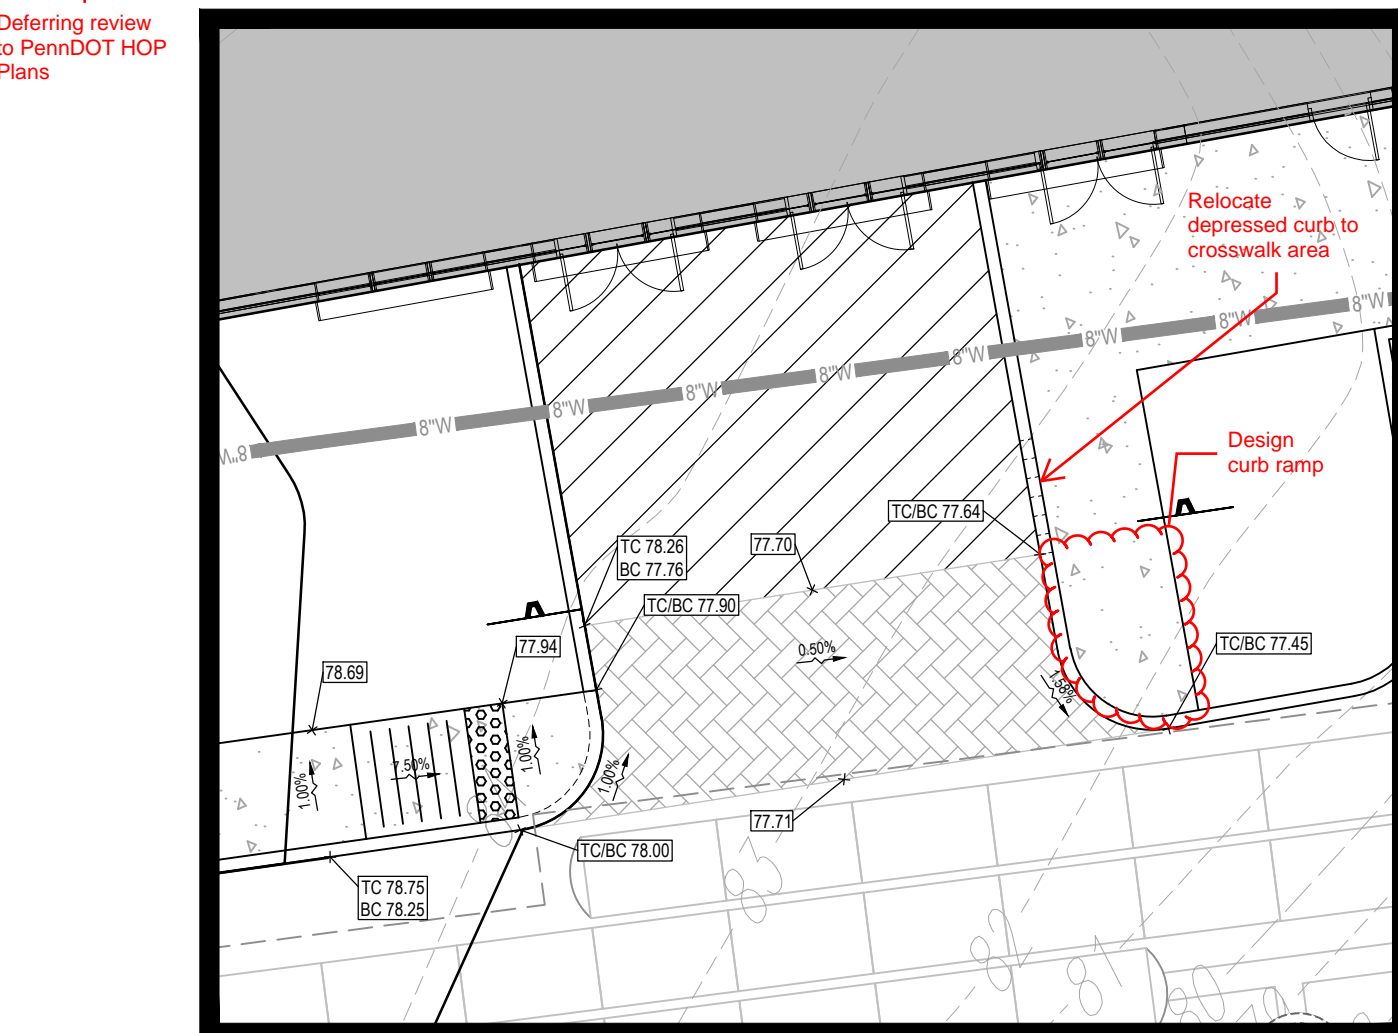 Deferring review
to PennDOT HOP
Plans
Relocate
depressed curb to
crosswalk area
8"W
8"W
8"W
8"W
8"W
8"W
8"W
8"W
8"W
Design
curb ramp
TC/BC 77.64
TC 78.26
BC 77.76
77.70
TC/BC 77.90
77.94
TC/BC 77.45
78.69
0.50%
1.58%
7.50%
1.00%
1.00%
1.00%
77.71
TC/BC 78.00
TC 78.75
BC 78.25